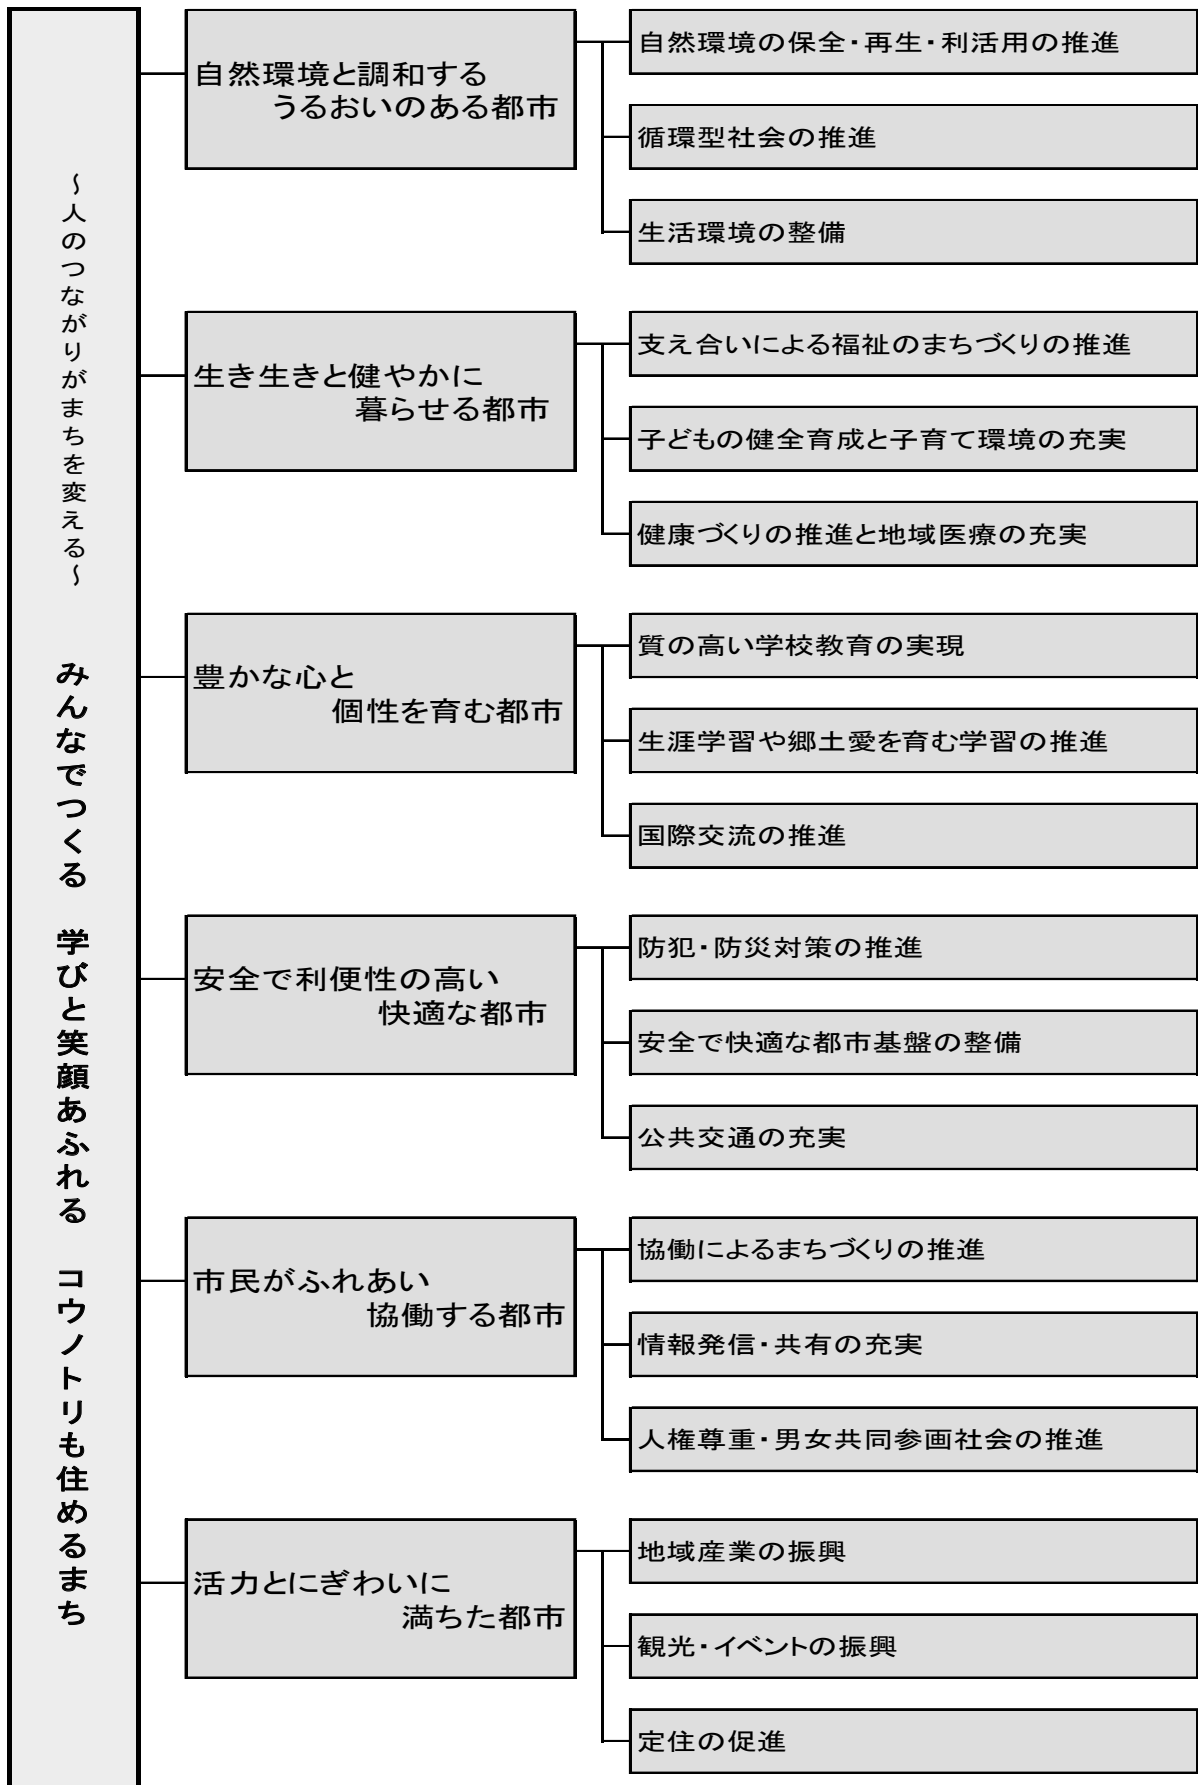 ～人のつながりがまちを変える～
みんなでつくる　学びと笑顔あふれる　コウノトリも住めるまち
自然環境と調和する
うるおいのある都市
自然環境の保全・再生・利活用の推進
循環型社会の推進
生活環境の整備
生き生きと健やかに
暮らせる都市
支え合いによる福祉のまちづくりの推進
子どもの健全育成と子育て環境の充実
健康づくりの推進と地域医療の充実
豊かな心と
個性を育む都市
質の高い学校教育の実現
生涯学習や郷土愛を育む学習の推進
国際交流の推進
安全で利便性の高い
快適な都市
防犯・防災対策の推進
安全で快適な都市基盤の整備
公共交通の充実
市民がふれあい
協働する都市
協働によるまちづくりの推進
情報発信・共有の充実
人権尊重・男女共同参画社会の推進
活力とにぎわいに
満ちた都市
地域産業の振興
観光・イベントの振興
定住の促進